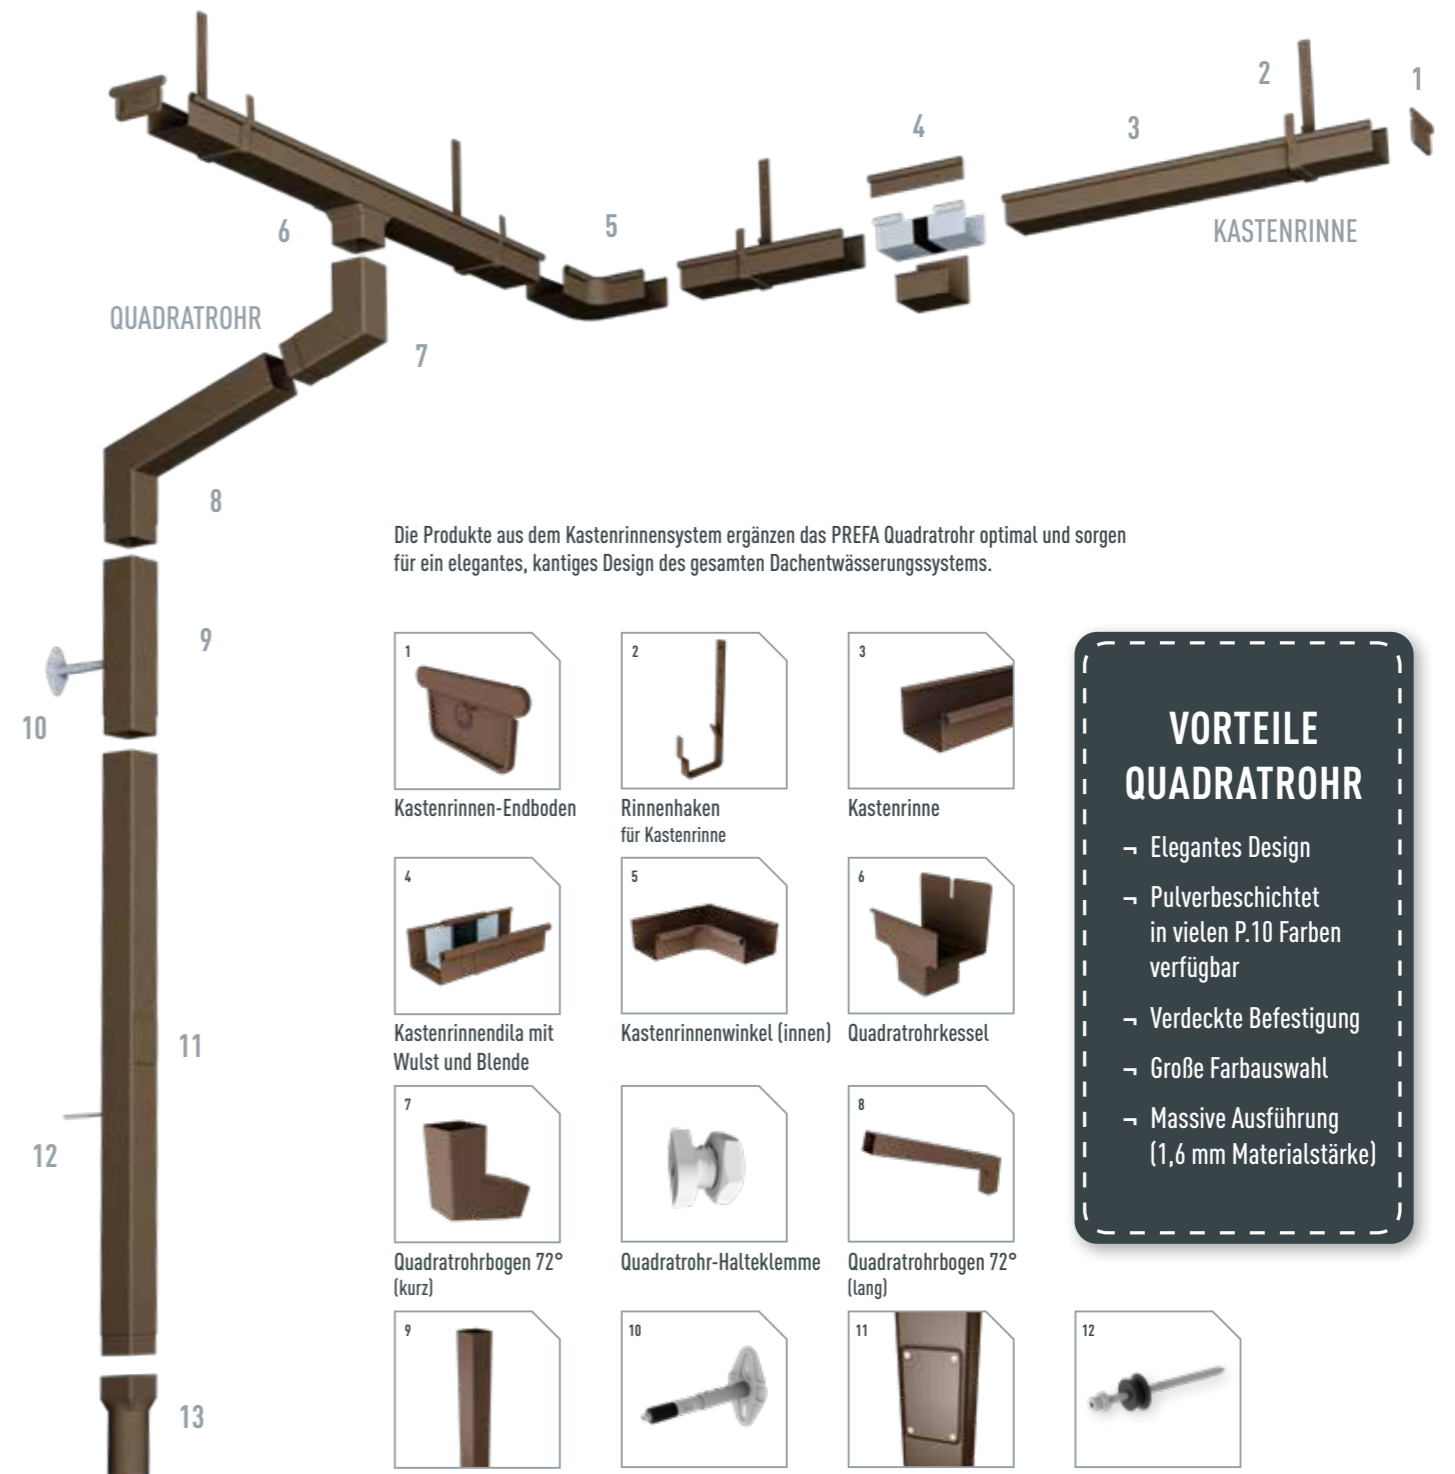 2
1
4
3
6
5
KASTENRINNE
QUADRATROHR
7
8
Die Produkte aus dem Kastenrinnensystem ergänzen das PREFA Quadratrohr optimal und sorgen
für ein elegantes, kantiges Design des gesamten Dachentwässerungssystems.
9
10
11
12
13
1
Kastenrinnen-Endboden
2
Rinnenhaken
für Kastenrinne
3
Kastenrinne
4
Kastenrinnendila mit
Wulst und Blende
5
Kastenrinnenwinkel (innen)
6
Quadratrohrkessel
7
Quadratrohrbogen 72°
(kurz)
Quadratrohr-Halteklemme
8
Quadratrohrbogen 72°
(lang)
9
10
11
12
VORTEILE
QUADRATROHR
¬ Elegantes Design
¬ Pulverbeschichtet
in vielen P.10 Farben
verfügbar
¬ Verdeckte Befestigung
¬ Große Farbauswahl
¬ Massive Ausführung
(1,6 mm Materialstärke)